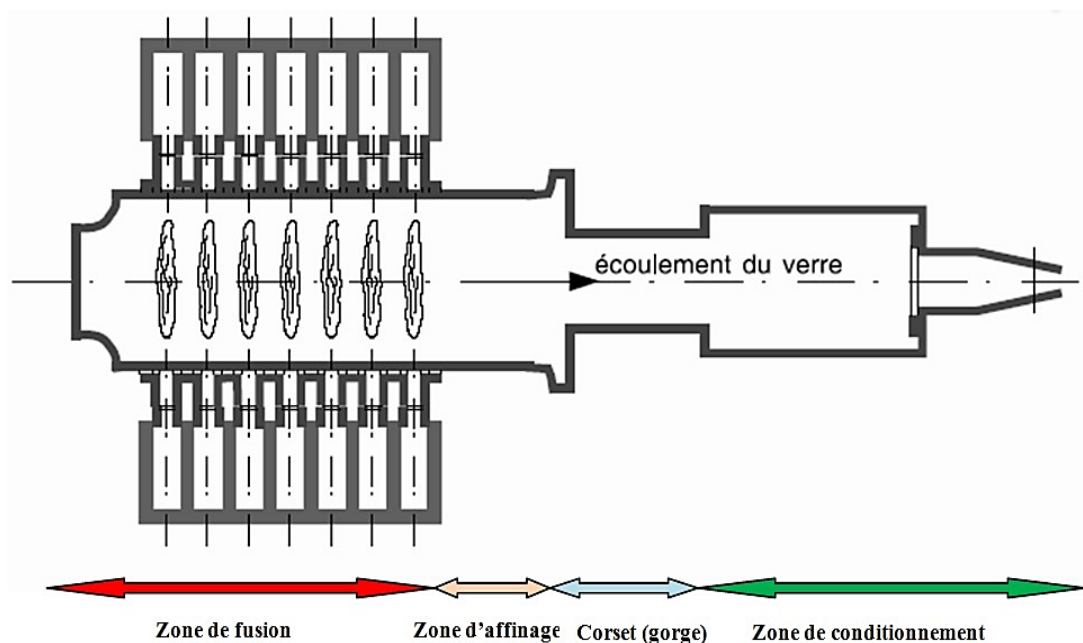 écoulement du verre
Zone de fusion
Zone d’affinage
Corset (gorge)
Zone de conditionnement